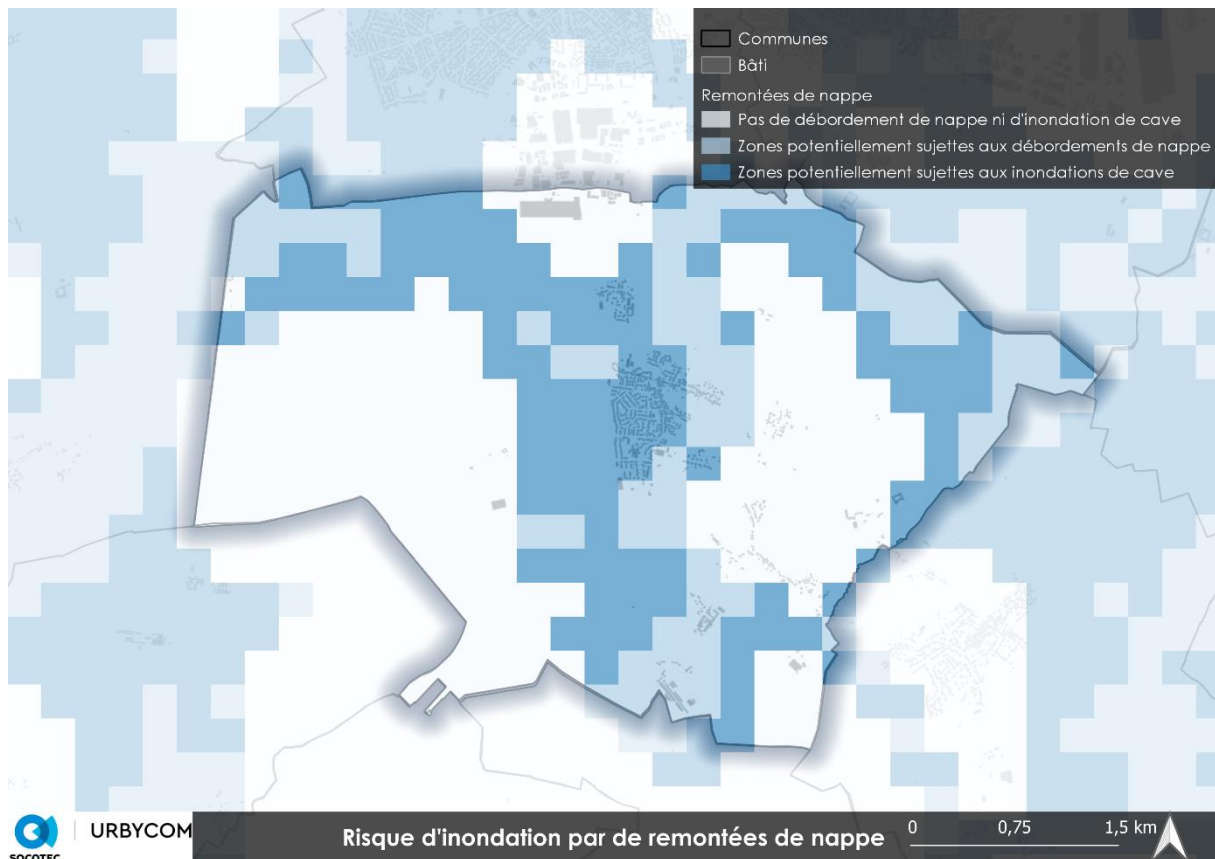 Communes
Bâti
Remontées de nappe
Pas de débordement de nappe ni d'inondation de cave
Zones potentiellement sujettes aux débordements de nappe
Zones potentiellement sujettes aux inondations de cave
SOCOTEC
URBYCOM
Risque d'inondation par de remontées de nappe
0 0,75 1,5 km